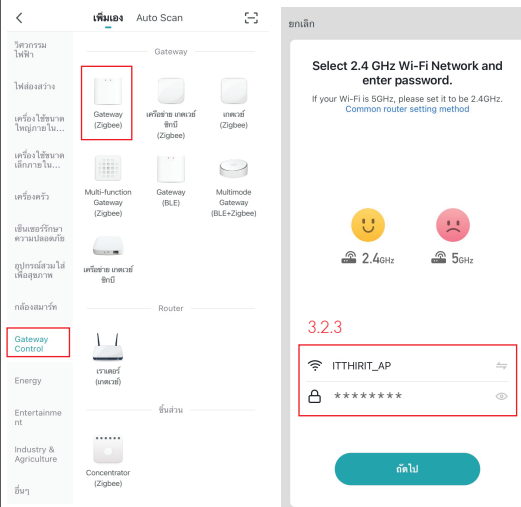 เพิ่มเอง
Auto Scan
วิศวกรรม
ไฟฟ้า
ไฟส่องสว่าง
เครื่องใช้ขนาด
ใหญ่ภายใน...
เครื่องใช้ขนาด
เล็กภายใน...
เครื่องครัว
เซ็นเซอร์รักษา
ความปลอดภัย
อุปกรณ์สวมใส่
เพื่อสุขภาพ
กล้องสมาร์ท
Gateway
Control
Energy
Entertainme
nt
Industry &
Agriculture
อื่นๆ
Gateway
Gateway
(Zigbee)
เครือข่าย เกตเวย์
ซิกบี
(Zigbee)
เกตเวย์
(Zigbee)
Multi-function
Gateway
(Zigbee)
Gateway
(BLE)
Multimode
Gateway
(BLE+Zigbee)
เครือข่าย เกตเวย์
ซิกบี
Router
เราเตอร์
(เกตเวย์)
ชิ้นส่วน
Concentrator
(Zigbee)
ยกเลิก
Select 2.4 GHz Wi-Fi Network and
enter password.
If your Wi-Fi is 5GHz, please set it to be 2.4GHz.
Common router setting method
2.4GHz
5GHz
3.2.3
ITTHIRIT_AP
********
ถัดไป